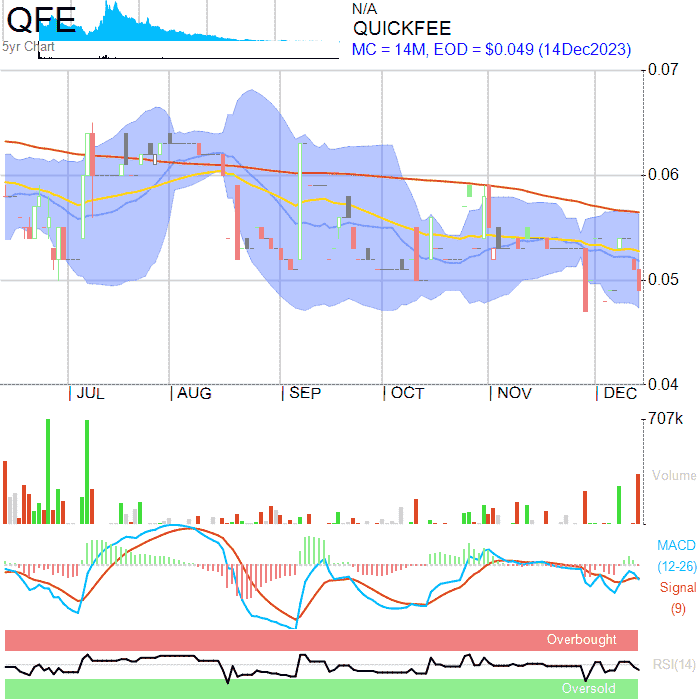 QFE
5yr Chart
N/A
QUICKFEE
MC = 14M, EOD = $0.049 (14Dec2023)
0.07
0.06
0.05
0.04
JUL
AUG
SEP
OCT
NOV
DEC
707k
Volume
MACD
(12-26)
Signal
(9)
Overbought
RSI(14)
Oversold